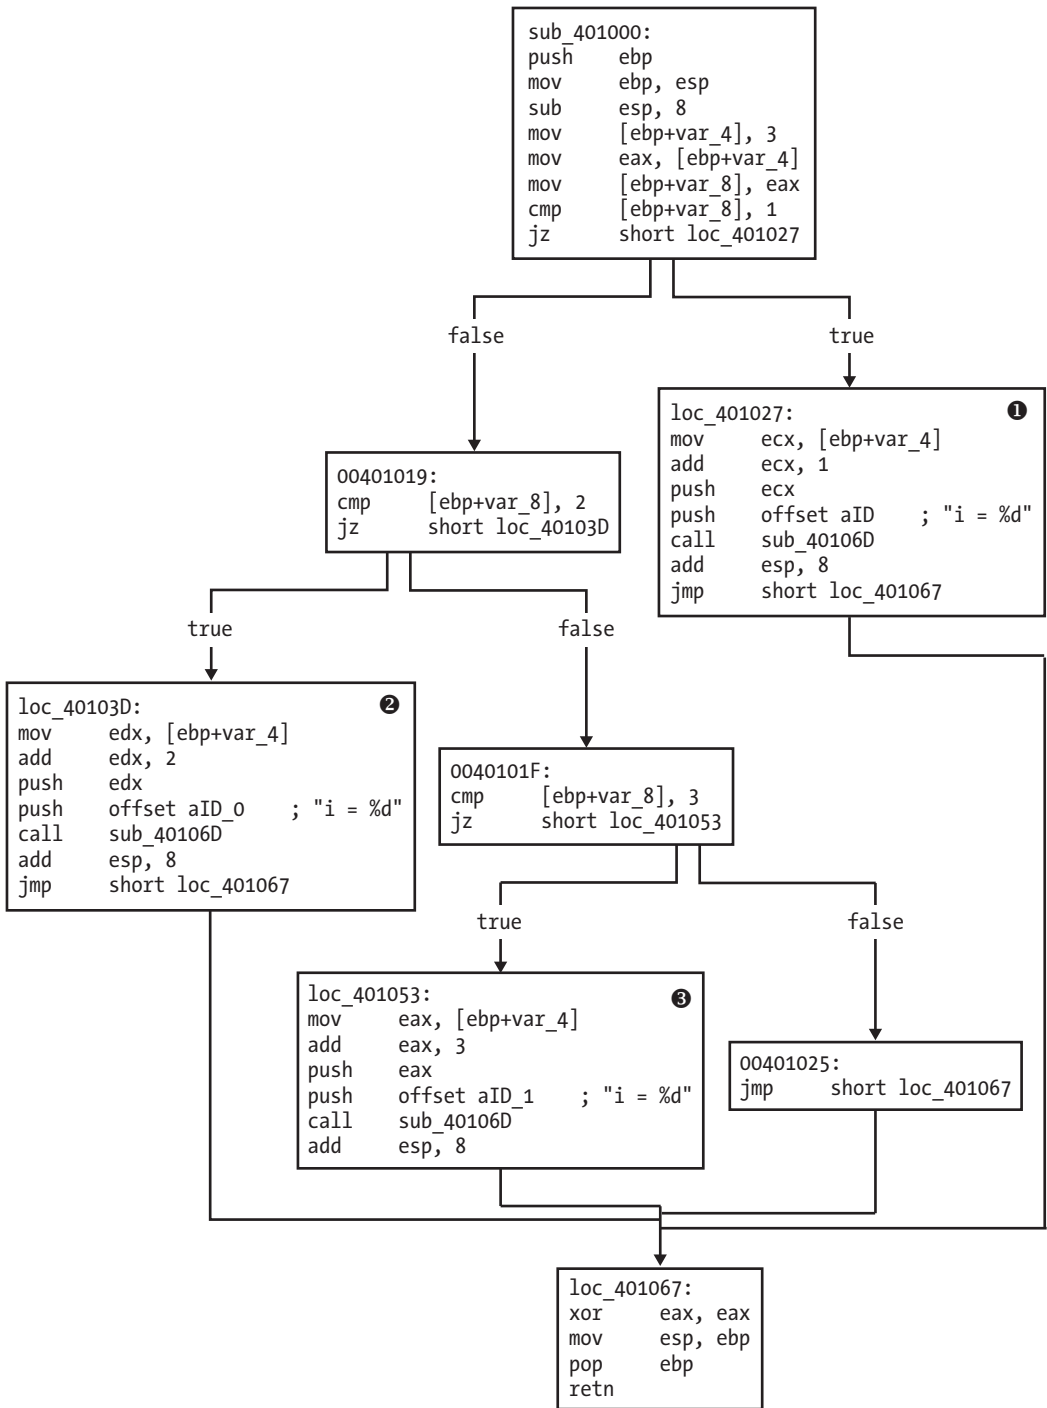 sub_401000:
push ebp
mov ebp, esp
sub esp, 8
mov [ebp+var_4], 3
mov eax, [ebp+var_4]
mov [ebp+var_8], eax
cmp [ebp+var_8], 1
jz short loc_401027
false
true
loc_401027: ❶
mov ecx, [ebp+var_4]
add ecx, 1
push ecx
push offset aID ; "i = %d"
call sub_40106D
add esp, 8
jmp short loc_401067
00401019:
cmp [ebp+var_8], 2
jz short loc_40103D
true
false
loc_40103D: ❷
mov edx, [ebp+var_4]
add edx, 2
push edx
push offset aID_0 ; "i = %d"
call sub_40106D
add esp, 8
jmp short loc_401067
0040101F:
cmp [ebp+var_8], 3
jz short loc_401053
true
false
loc_401053: ❸
mov eax, [ebp+var_4]
add eax, 3
push eax
push offset aID_1 ; "i = %d"
call sub_40106D
add esp, 8
00401025:
jmp short loc_401067
loc_401067:
xor eax, eax
mov esp, ebp
pop ebp
retn